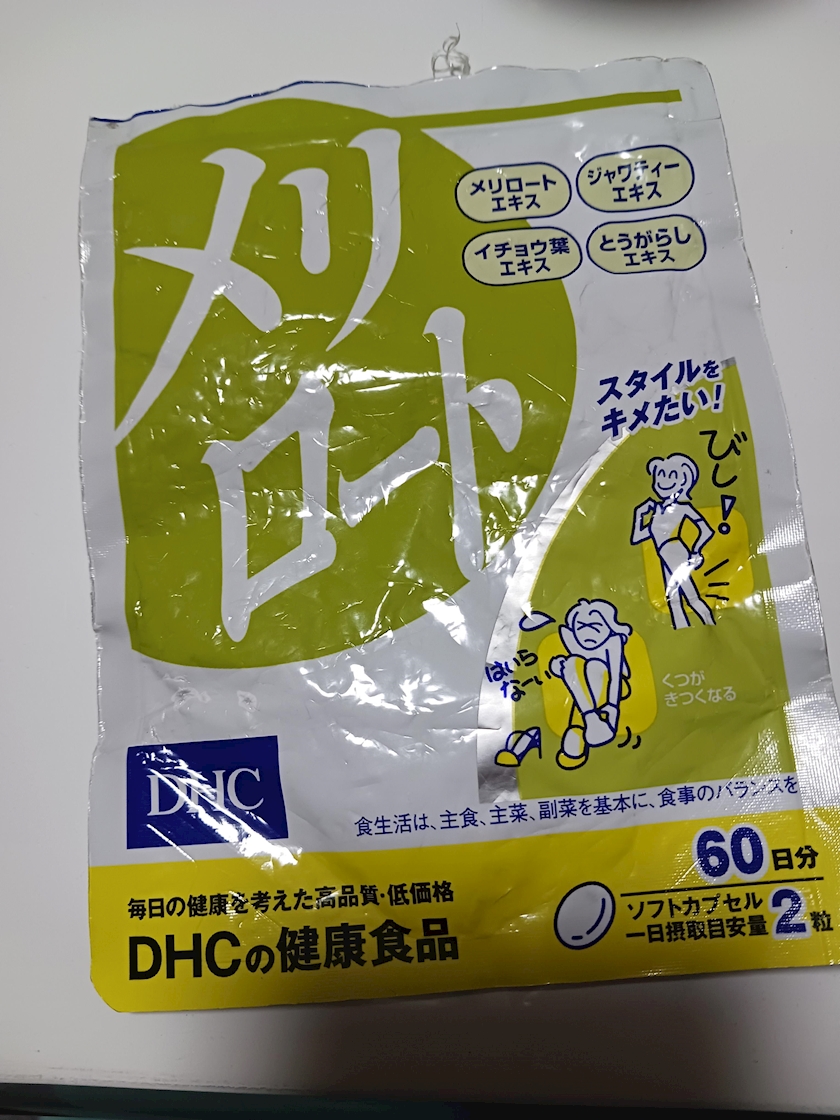 メリロート
メリロート
エキス
ジャワティー
エキス
イチョウ葉
エキス
とうがらし
エキス
スタイルを
キメたい!
びし!
はいら
なーい
くつが
きつくなる
DHC
食生活は、主食、主菜、副菜を基本に、食事のバランスを
毎日の健康を考えた高品質・低価格
DHCの健康食品
60日分
ソフトカプセル
一日摂取目安量2粒